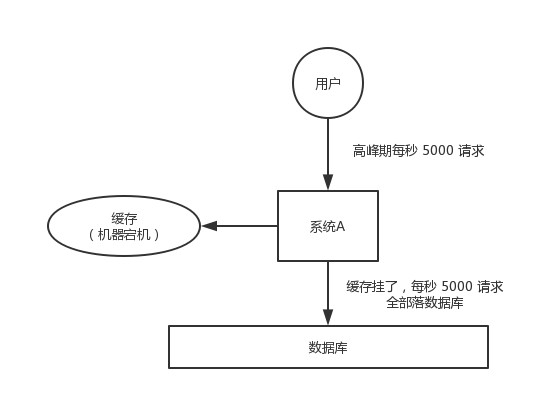 用户
高峰期每秒 5000 请求
缓存
（机器宕机）
系统A
缓存挂了，每秒 5000 请求
全部落数据库
数据库